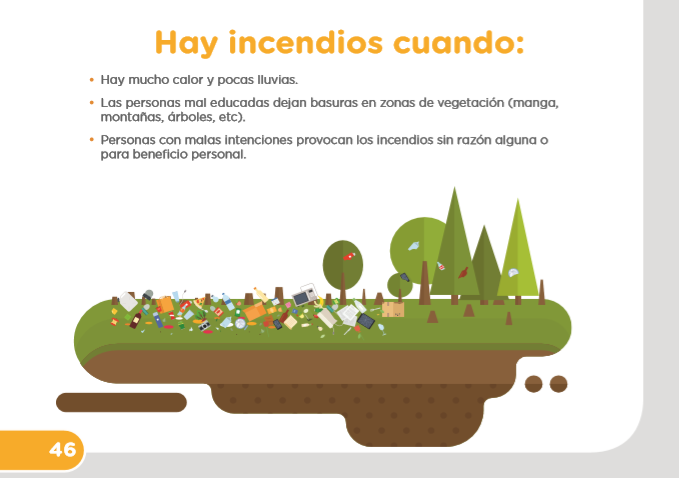 Hay incendios cuando:
• Hay mucho calor y pocas lluvias.
• Las personas mal educadas dejan basuras en zonas de vegetación (manga,
montañas, árboles, etc).
• Personas con malas intenciones provocan los incendios sin razón alguna o
para beneficio personal.
46